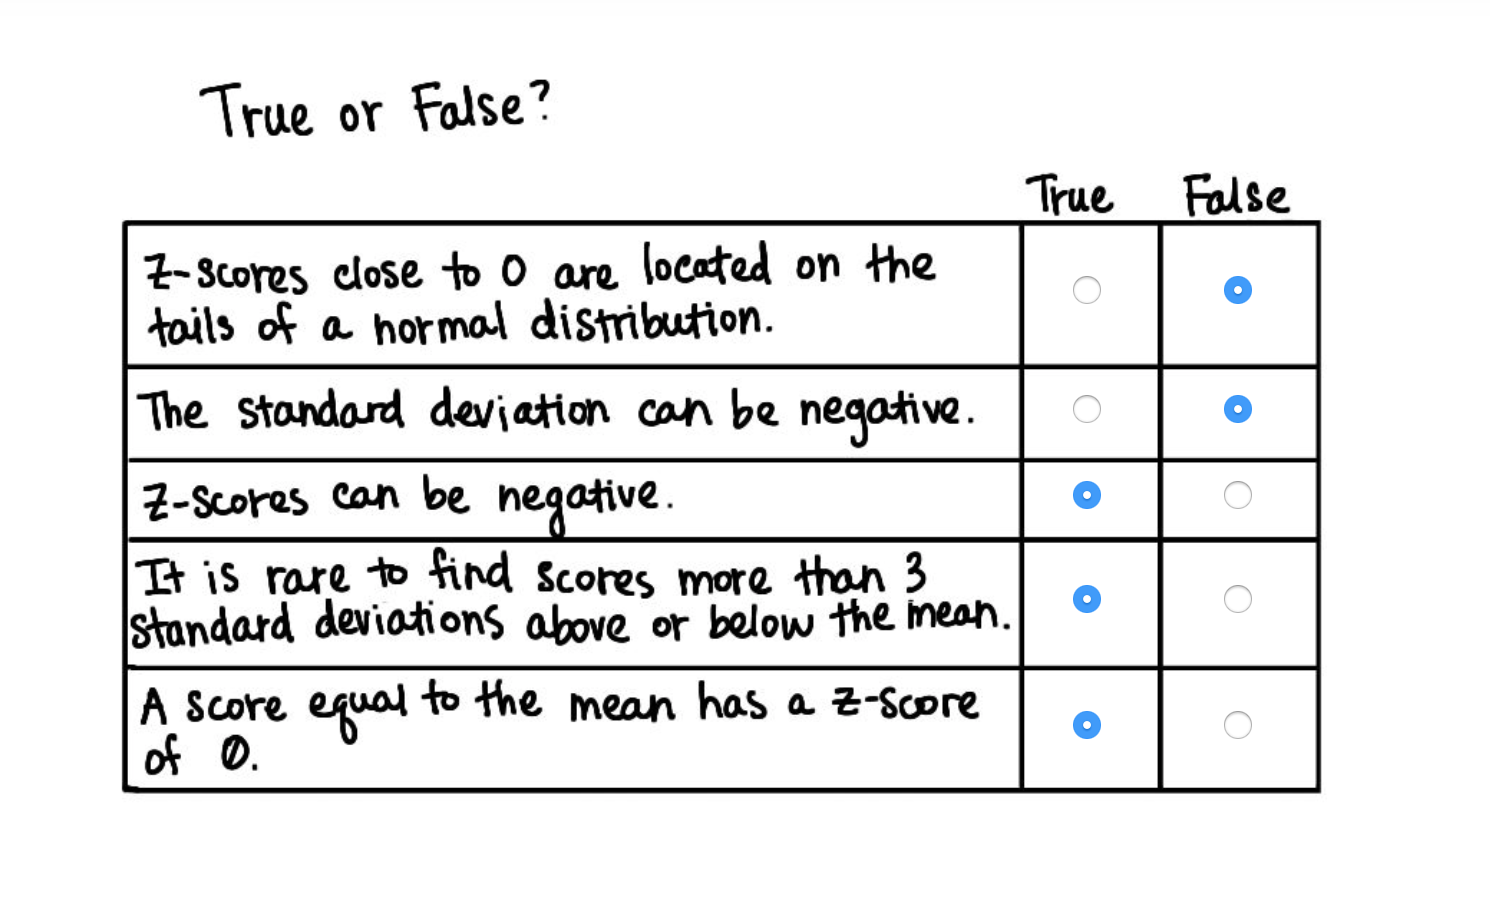 True or False?
True False
Z-scores close to 0 are located on the
tails of a normal distribution.
The standard deviation can be negative.
Z-scores can be negative.
It is rare to find scores more than 3
standard deviations above or below the mean.
A score equal to the mean has a z-score
of 0.